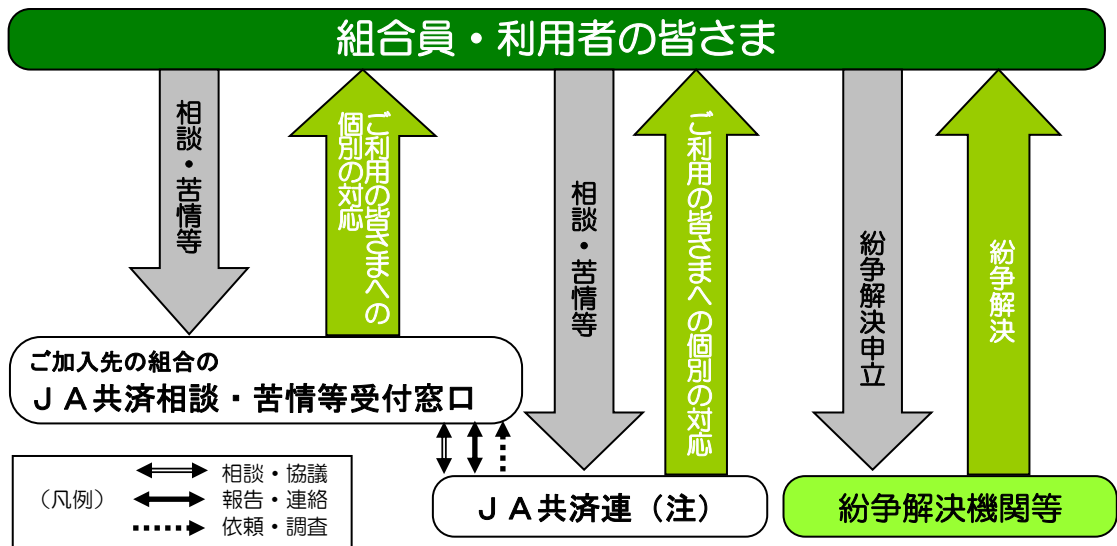 組合員・利用者の皆さま
相談・苦情等
ご利用の皆さまへの
個別の対応
相談・苦情等
ご利用の皆さまへの個別の対応
紛争解決申立
紛争解決
ご加入先の組合の
ＪＡ共済相談・苦情等受付窓口
ＪＡ共済連（注）
紛争解決機関等
（凡例）
相談・協議
報告・連絡
依頼・調査